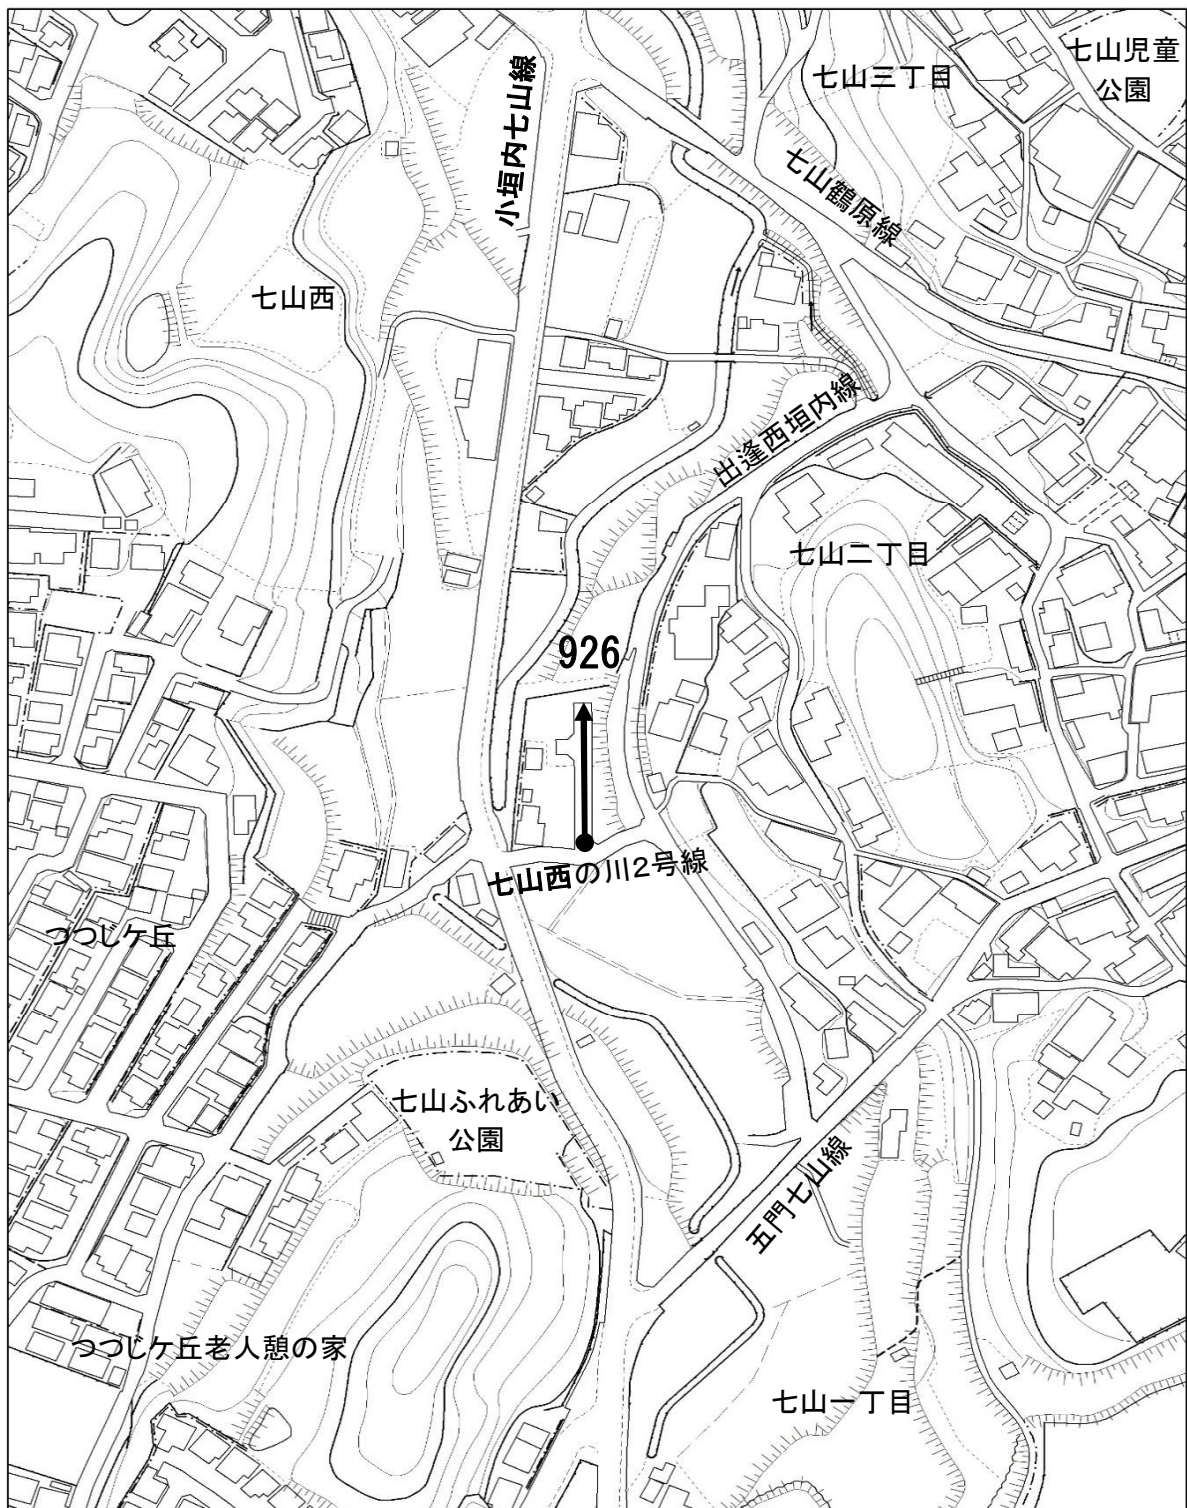 七山児童
公園
七山三丁目
小垣内七山線
七山鶴原線
七山西
出逢西垣内線
七山二丁目
926
七山西の川2号線
つつじケ丘
七山ふれあい
公園
五門七山線
つつじケ丘老人憩の家
七山一丁目